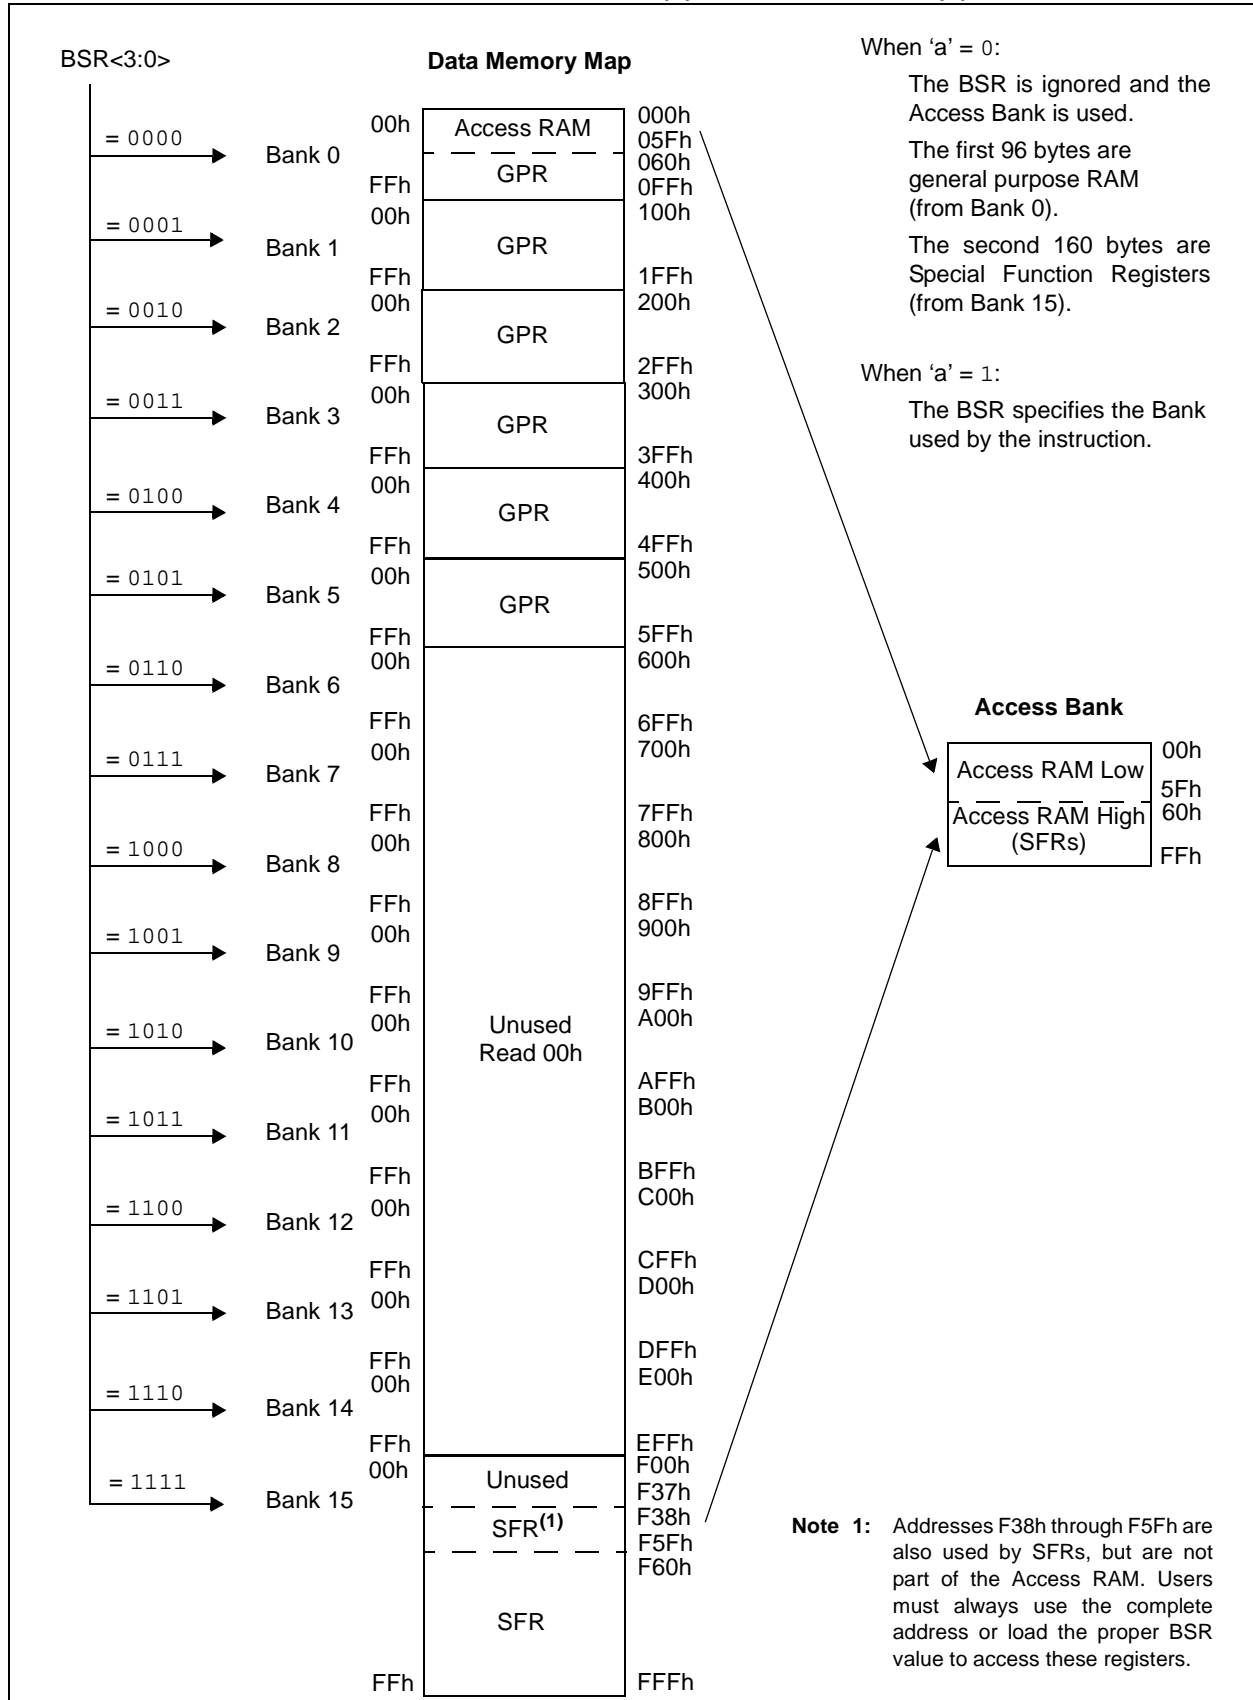 BSR<3:0>
Data Memory Map
When ‘a’ = 0:
The BSR is ignored and the
Access Bank is used.
The first 96 bytes are
general purpose RAM
(from Bank 0).
The second 160 bytes are
Special Function Registers
(from Bank 15).
When ‘a’ = 1:
The BSR specifies the Bank
used by the instruction.
= 0000
Bank 0
00h
Access RAM
000h
05Fh
GPR
060h
FFh
0FFh
= 0001
Bank 1
00h
GPR
100h
FFh
1FFh
= 0010
Bank 2
00h
GPR
200h
FFh
2FFh
= 0011
Bank 3
00h
GPR
300h
FFh
3FFh
= 0100
Bank 4
00h
GPR
400h
FFh
4FFh
= 0101
Bank 5
00h
GPR
500h
FFh
5FFh
= 0110
Bank 6
00h
600h
FFh
6FFh
= 0111
Bank 7
00h
700h
FFh
7FFh
= 1000
Bank 8
00h
800h
FFh
8FFh
= 1001
Bank 9
00h
900h
FFh
9FFh
= 1010
Bank 10
00h
Unused
Read 00h
A00h
FFh
AFFh
= 1011
Bank 11
00h
B00h
FFh
BFFh
= 1100
Bank 12
00h
C00h
FFh
CFFh
= 1101
Bank 13
00h
D00h
FFh
DFFh
= 1110
Bank 14
00h
E00h
FFh
EFFh
= 1111
Bank 15
00h
Unused
F00h
F37h
SFR(1)
F38h
F5Fh
F60h
SFR
FFh
FFFh
Access Bank
Access RAM Low
00h
5Fh
Access RAM High
(SFRs)
60h
FFh
Note 1: Addresses F38h through F5Fh are
also used by SFRs, but are not
part of the Access RAM. Users
must always use the complete
address or load the proper BSR
value to access these registers.